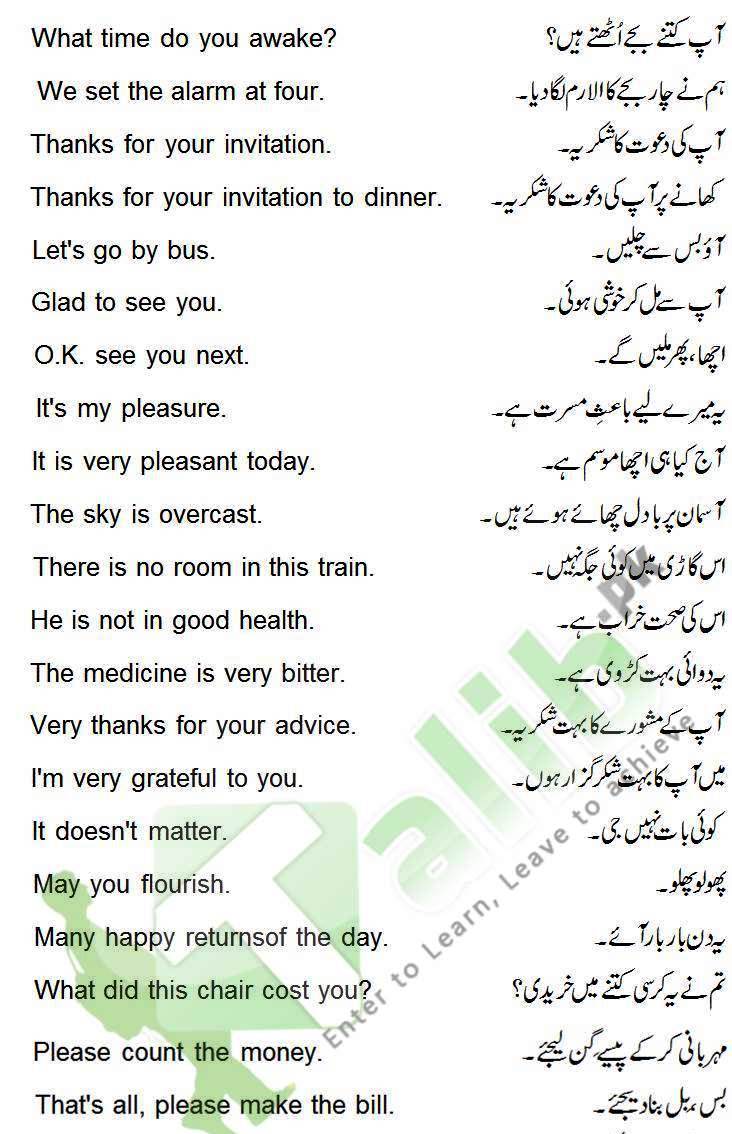 What time do you awake? آپ کتنے بجے اُٹھتے ہیں؟
We set the alarm at four. ہم نے چار بجے کا الارم لگا دیا۔
Thanks for your invitation. آپ کی دعوت کا شکریہ۔
Thanks for your invitation to dinner. کھانے پر آپ کی دعوت کا شکریہ۔
Let's go by bus. آؤ بس سے چلیں۔
Glad to see you. آپ سے مل کر خوشی ہوئی۔
O.K. see you next. اچھا، پھر ملیں گے۔
It's my pleasure. یہ میرے لیے باعثِ مسرت ہے۔
It is very pleasant today. آج کیا ہی اچھا موسم ہے۔
The sky is overcast. آسمان پر بادل چھائے ہوئے ہیں۔
There is no room in this train. اس گاڑی میں کوئی جگہ نہیں۔
He is not in good health. اس کی صحت خراب ہے۔
The medicine is very bitter. یہ دوائی بہت کڑوی ہے۔
Very thanks for your advice. آپ کے مشورے کا بہت شکریہ۔
I'm very grateful to you. میں آپ کا بہت شکر گزار ہوں۔
It doesn't matter. کوئی بات نہیں جی۔
May you flourish. پھولو پھلو۔
Many happy returnsof the day. یہ دن بار بار آئے۔
What did this chair cost you? تم نے یہ کرسی کتنے میں خریدی؟
Please count the money. مہربانی کرکے پیسے گِن لیجئے۔
That's all, please make the bill. بس، بل بنا دیجئے۔
Talib.pk
Enter to Learn, Leave to achieve